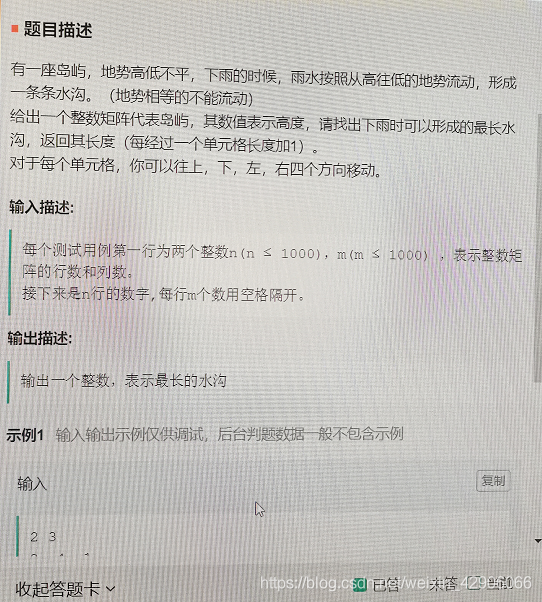 题目描述
有一座岛屿，地势高低不平，下雨的时候，雨水按照从高往低的地势流动，形成
一条条水沟。（地势相等的不能流动）
给出一个整数矩阵代表岛屿，其数值表示高度，请找出下雨时可以形成的最长水
沟，返回其长度（每经过一个单元格长度加1）。
对于每个单元格，你可以往上，下，左，右四个方向移动。
输入描述:
每个测试用例第一行为两个整数n(n ≤ 1000)，m(m ≤ 1000) ，表示整数矩
阵的行数和列数。
接下来是n行的数字,每行m个数用空格隔开。
输出描述:
输出一个整数，表示最长的水沟
示例1 输入输出示例仅供调试，后台判题数据一般不包含示例
输入
复制
2 3
收起答题卡
已答 未答
https://blog.csdn.net/